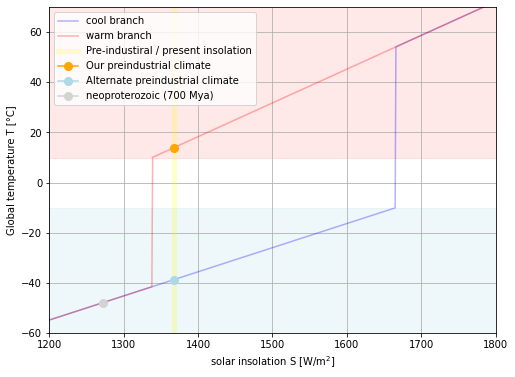 cool branch
warm branch
Pre-industiral / present insolation
Our preindustrial climate
Alternate preindustrial climate
neoproterozoic (700 Mya)
Global temperature T [°C]
60
40
20
0
−20
−40
−60
1200 1300 1400 1500 1600 1700 1800
solar insolation S [W/m²]